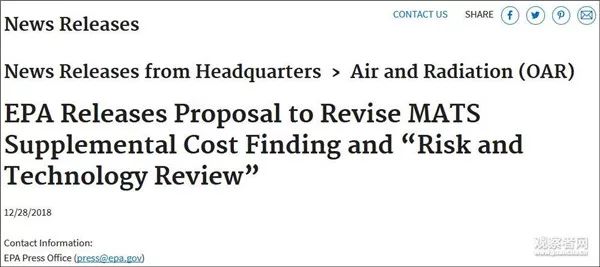 CONTACT US SHARE
News Releases
News Releases from Headquarters > Air and Radiation (OAR)
EPA Releases Proposal to Revise MATS
Supplemental Cost Finding and “Risk and
Technology Review”
12/28/2018
Contact Information:
EPA Press Office (press@epa.gov)
观察者网